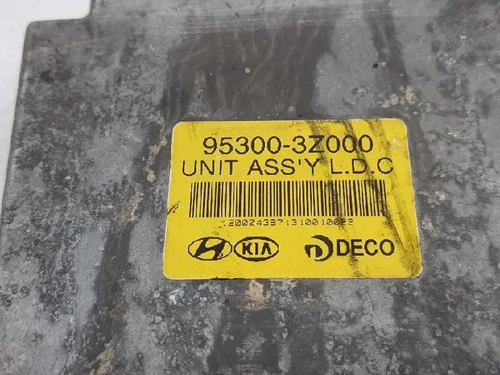 95300-3Z000
UNIT ASS'Y L.D.C
KIA DECO